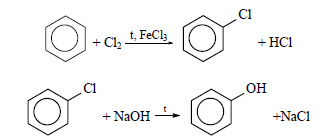 Cl
+ Cl₂ t, FeCl₃ + HCl
Cl OH
+ NaOH t +NaCl